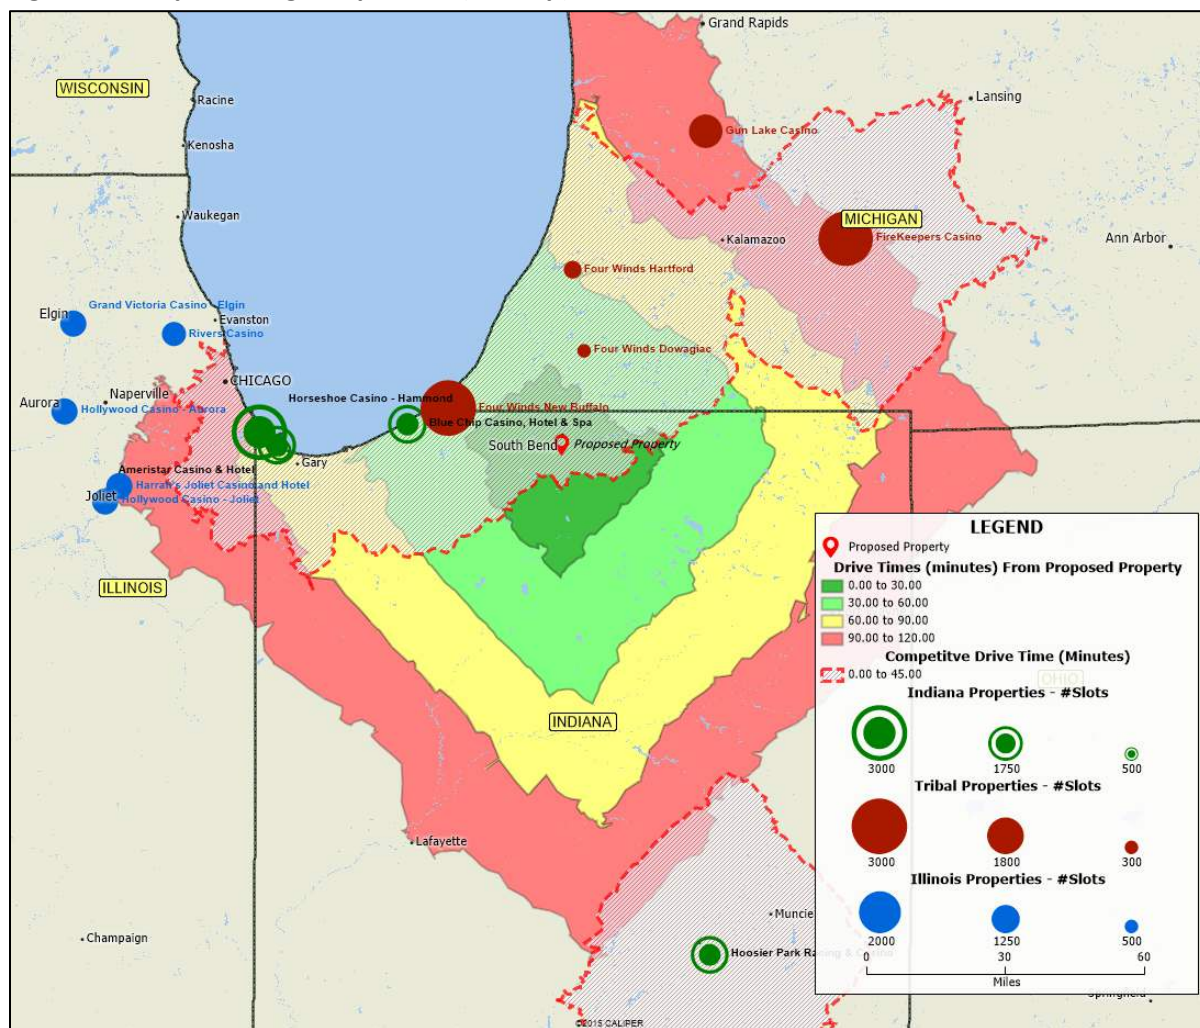 Grand Rapids
WISCONSIN
Racine
Lansing
Gun Lake Casino
Kenosha
Waukegan
MICHIGAN
Kalamazoo
FireKeepers Casino
Ann Arbor
Four Winds Hartford
Grand Victoria Casino - Elgin
Elgin
Evanston
Rivers Casino
Four Winds Dowagiac
CHICAGO
Naperville
Horseshoe Casino - Hammond
Aurora
Hollywood Casino - Aurora
Four Winds New Buffalo
Blue Chip Casino, Hotel & Spa
South Bend
Proposed Property
Gary
Ameristar Casino & Hotel
Harrah's Joliet Casino and Hotel
Joliet
Hollywood Casino - Joliet
ILLINOIS
INDIANA
Lafayette
Muncie
Champaign
Hoosier Park Racing & Casino
©2015 CALIPER
LEGEND
Proposed Property
Drive Times (minutes) From Proposed Property
0.00 to 30.00
30.00 to 60.00
60.00 to 90.00
90.00 to 120.00
Competitve Drive Time (Minutes)
0.00 to 45.00
OHIO
Indiana Properties - #Slots
3000 1750 500
Tribal Properties - #Slots
3000 1800 300
Illinois Properties - #Slots
2000 1250 500
0 30 60
Miles
Springfield